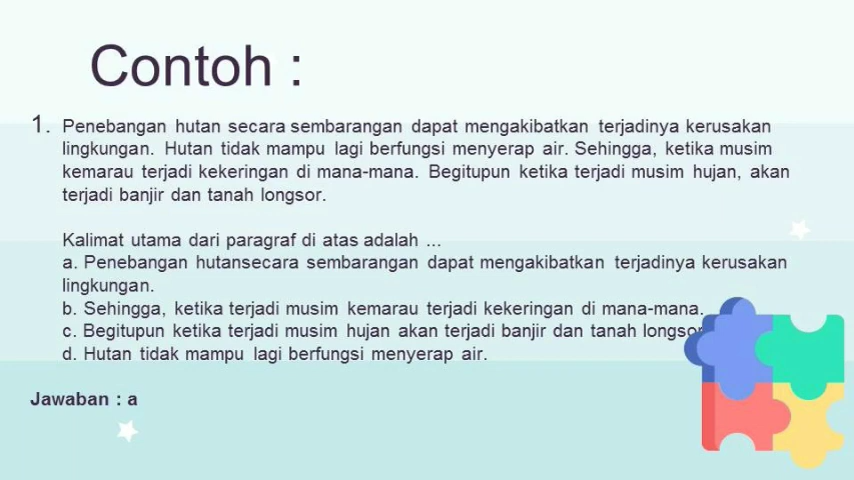 Contoh :
1. Penebangan hutan secara sembarangan dapat mengakibatkan terjadinya kerusakan
lingkungan. Hutan tidak mampu lagi berfungsi menyerap air. Sehingga, ketika musim
kemarau terjadi kekeringan di mana-mana. Begitupun ketika terjadi musim hujan, akan
terjadi banjir dan tanah longsor.
Kalimat utama dari paragraf di atas adalah ...
a. Penebangan hutansecara sembarangan dapat mengakibatkan terjadinya kerusakan
lingkungan.
b. Sehingga, ketika terjadi musim kemarau terjadi kekeringan di mana-mana.
c. Begitupun ketika terjadi musim hujan akan terjadi banjir dan tanah longsor
d. Hutan tidak mampu lagi berfungsi menyerap air.
Jawaban : a